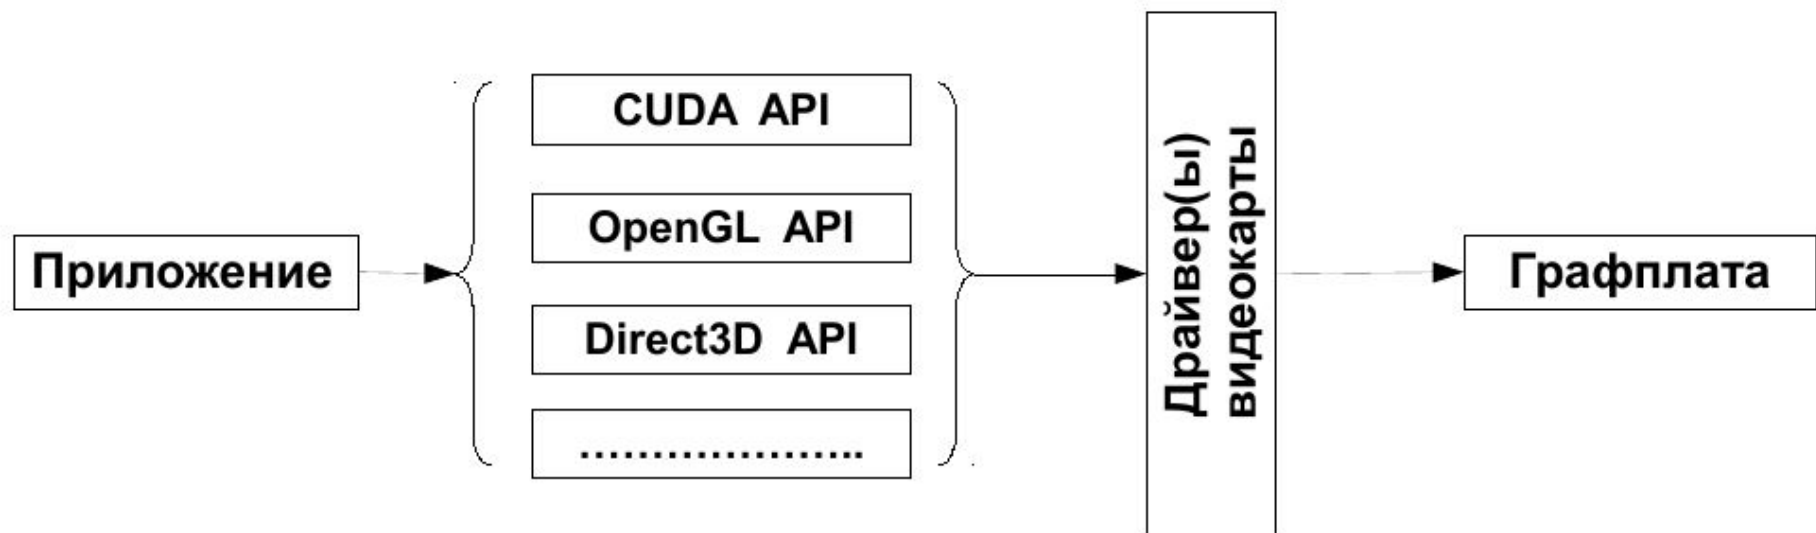 Приложение
CUDA API
OpenGL API
Direct3D API
......................
Драйвер(ы)
видеокарты
Графплата